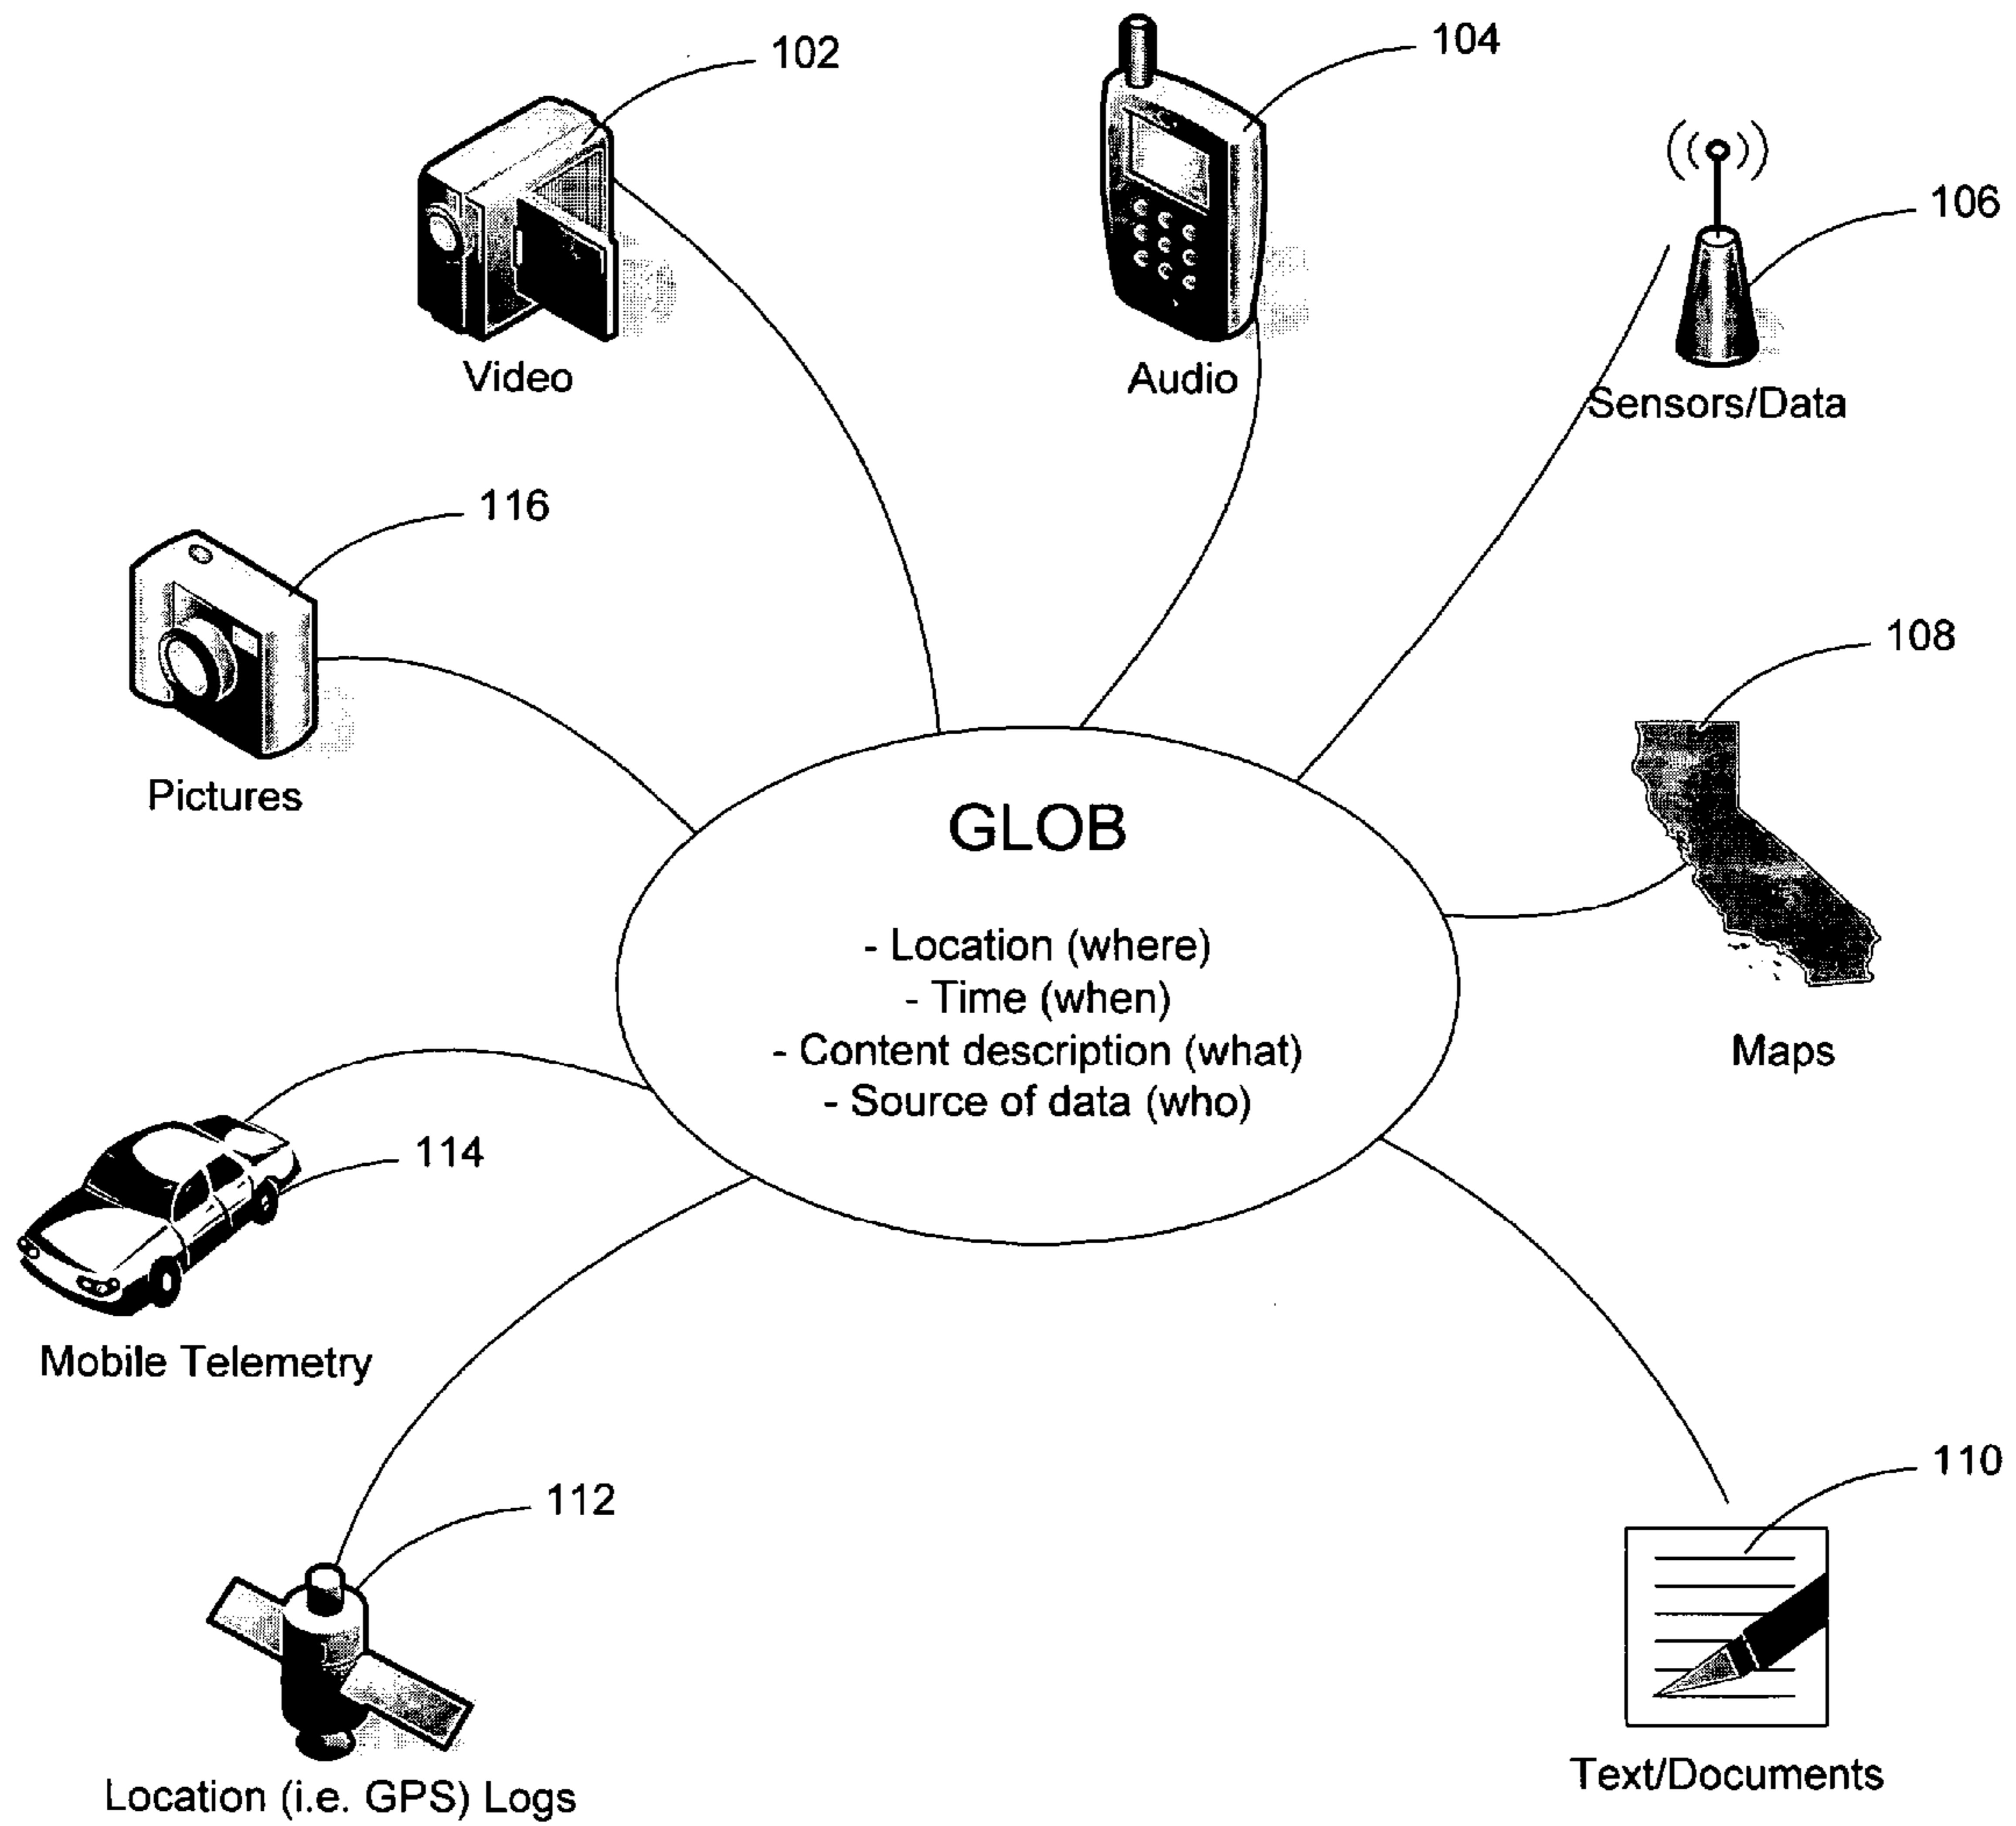 102
104
106
Video
Audio
Sensors/Data
116
108
Pictures
GLOB
- Location (where)
- Time (when)
- Content description (what)
- Source of data (who)
Maps
114
Mobile Telemetry
110
112
Text/Documents
Location (i.e. GPS) Logs